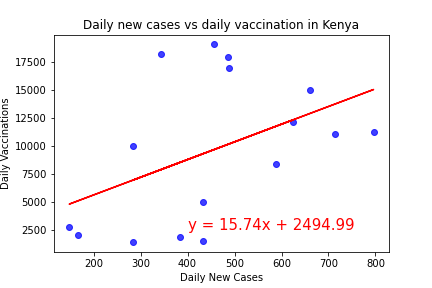 Daily new cases vs daily vaccination in Kenya
Daily Vaccinations
17500
15000
12500
10000
7500
5000
2500
y = 15.74x + 2494.99
200 300 400 500 600 700 800
Daily New Cases